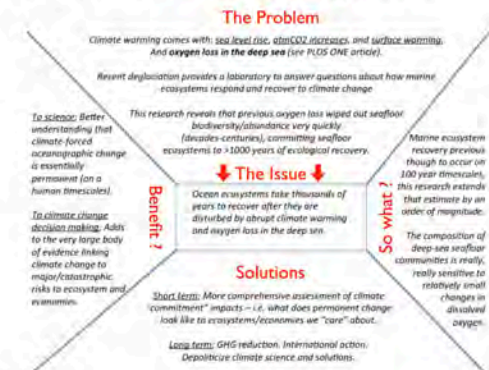 The Problem
Climate warming comes with: sea level rise, atmCO2 increases, and surface warming.
And oxygen loss in the deep sea (see PLOS ONE article).
Recent deglaciation provides a laboratory to answer questions about how marine
ecosystems respond and recover to climate change
This research reveals that previous oxygen loss wiped out seafloor
biodiversity/abundance very quickly
(decades-centuries), committing seafloor
ecosystems to >1000 years of ecological recovery.
To science: Better
understanding that
climate-forced
oceanographic change
is essentially
permanent (on a
human timescales).
To climate change
decision making: Adds
to the very large body
of evidence linking
climate change to
major/catastrophic
risks to ecosystem and
economies.
Benefit ?
The Issue
Ocean ecosystems take thousands of
years to recover after they are
disturbed by abrupt climate warming
and oxygen loss in the deep sea.
So what ?
Marine ecosystem
recovery previous
though to occur on
100 year timescales,
this research extends
that estimate by an
order of magnitude.
The composition of
deep-sea seafloor
communities is really,
really sensitive to
relatively small
changes in
dissolved
oxygen.
Solutions
Short term: More comprehensive assessment of climate
"commitment" impacts – i.e. what does permanent change
look like to ecosystems/economies we "care" about.
Long term: GHG reduction. International action.
Depoliticize climate science and solutions.